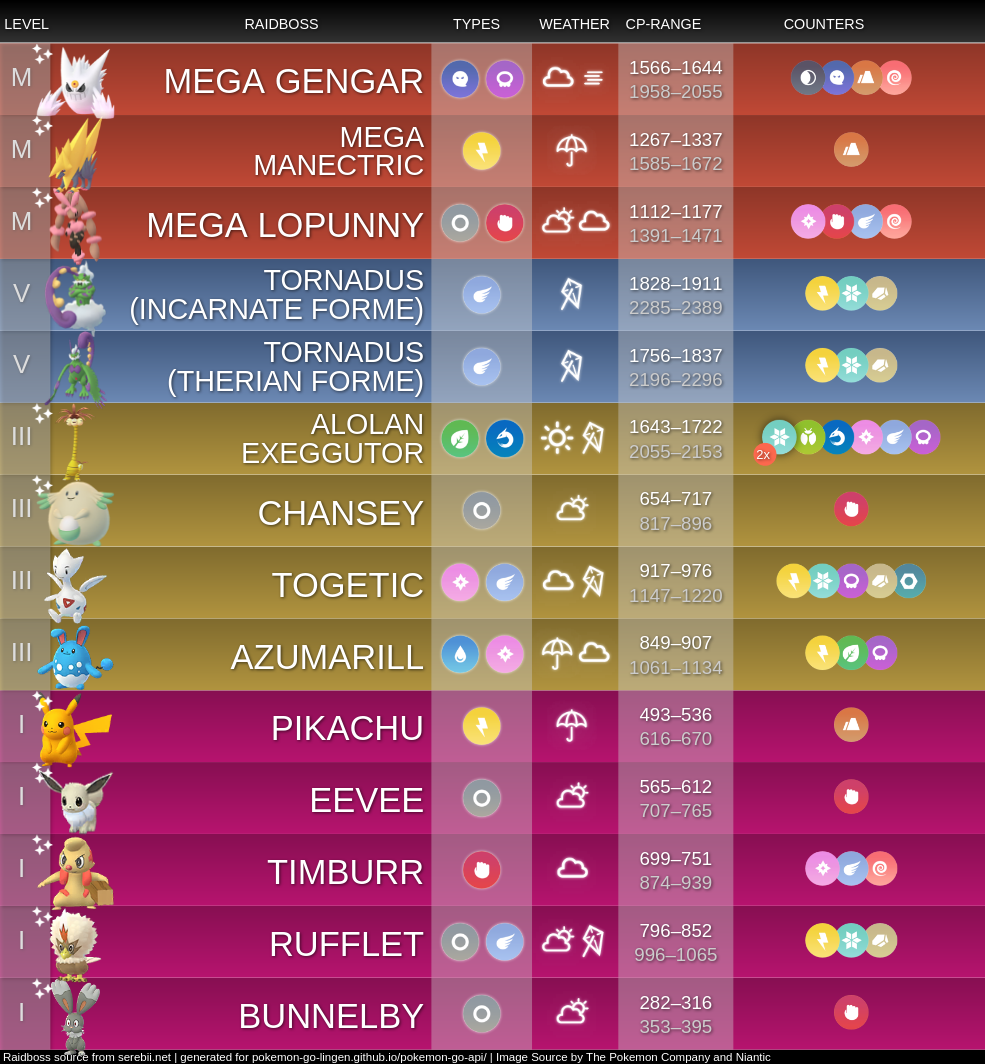 LEVEL RAIDBOSS TYPES WEATHER CP-RANGE COUNTERS
M MEGA GENGAR 1566–1644
1958–2055
M MEGA
MANECTRIC 1267–1337
1585–1672
M MEGA LOPUNNY 1112–1177
1391–1471
V TORNADUS
(INCARNATE FORME) 1828–1911
2285–2389
V TORNADUS
(THERIAN FORME) 1756–1837
2196–2296
III ALOLAN
EXEGGUTOR 1643–1722
2055–2153 2x
III CHANSEY 654–717
817–896
III TOGETIC 917–976
1147–1220
III AZUMARILL 849–907
1061–1134
I PIKACHU 493–536
616–670
I EEVEE 565–612
707–765
I TIMBURR 699–751
874–939
I RUFFLET 796–852
996–1065
I BUNNELBY 282–316
353–395
Raidboss source from serebii.net | generated for pokemon-go-lingen.github.io/pokemon-go-api/ | Image Source by The Pokemon Company and Niantic